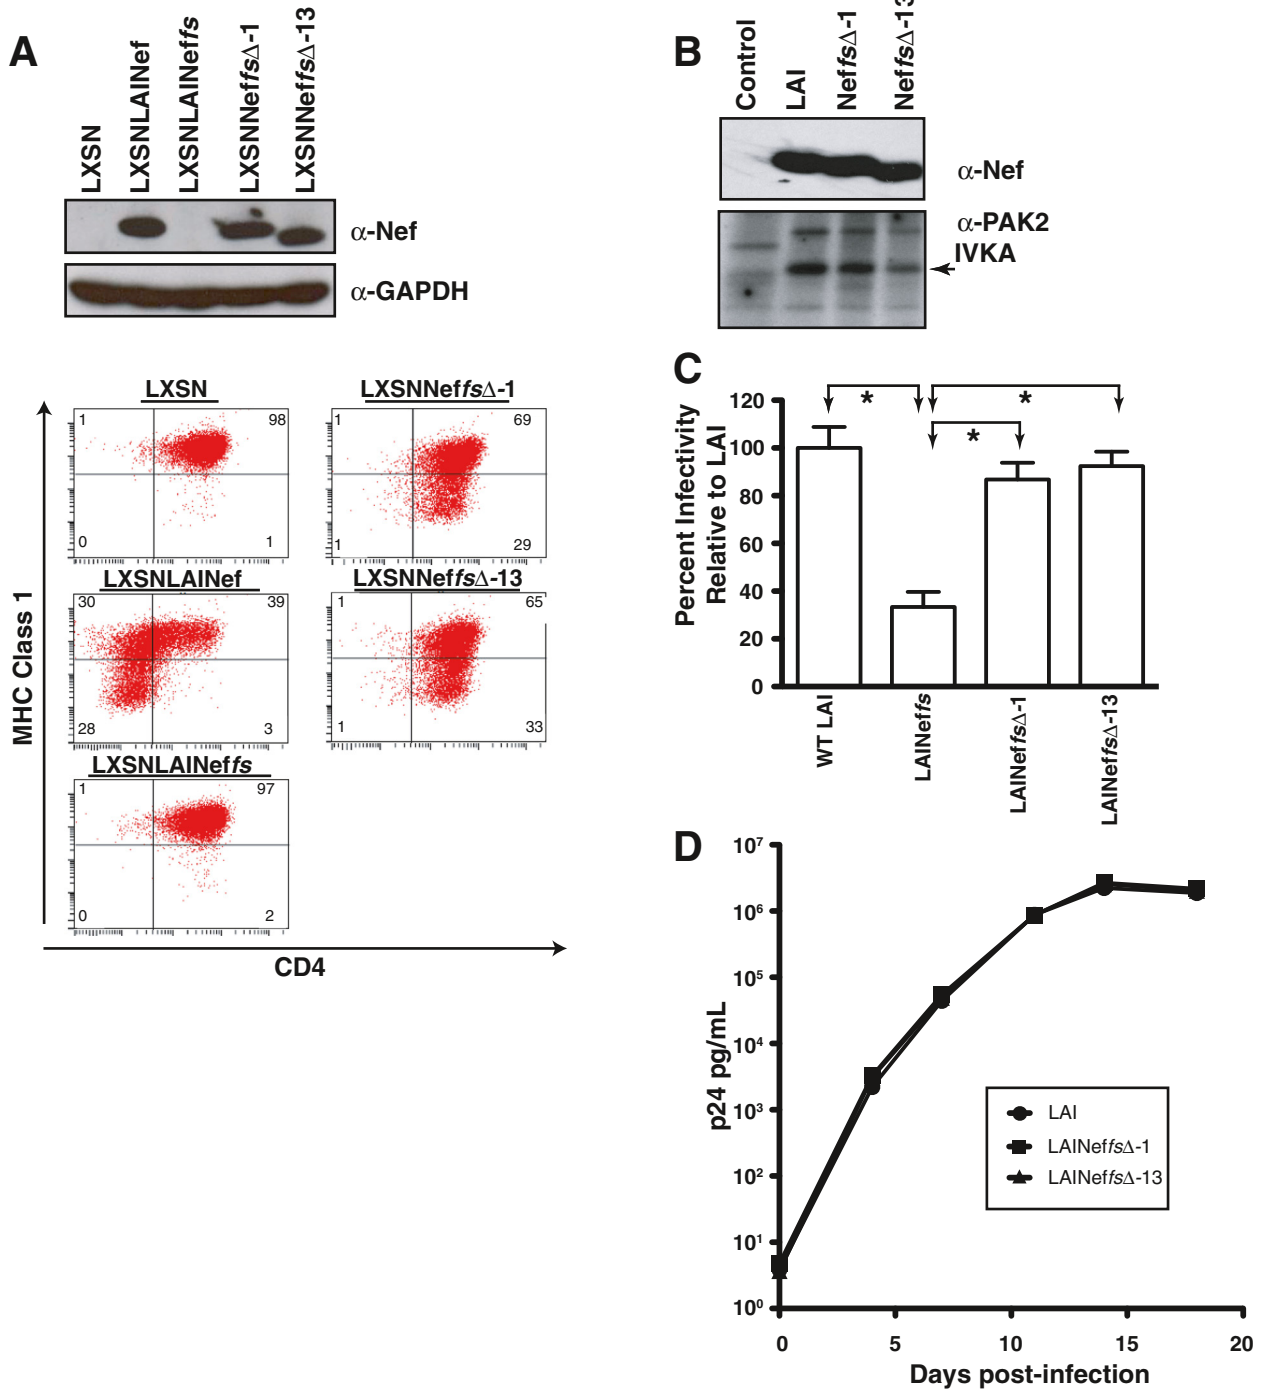 A
LXSN
LXSNLAINef
LXSNLAINeffs
LXSNNeffsΔ-1
LXSNNeffsΔ-13
α-Nef
α-GAPDH
LXSN
1 98
0 1
LXSNNeffsΔ-1
1 69
1 29
LXSNLAINef
30 39
28 3
LXSNNeffsΔ-13
1 65
1 33
LXSNLAINeffs
1 97
0 2
MHC Class 1
CD4
B
Control
LAI
NeffsΔ-1
NeffsΔ-13
α-Nef
α-PAK2
IVKA
C
Percent Infectivity
Relative to LAI
120
100
80
60
40
20
0
* * *
WT LAI
LAINeffs
LAINeffsΔ-1
LAINeffsΔ-13
D
p24 pg/mL
10⁷
10⁶
10⁵
10⁴
10³
10²
10¹
10⁰
LAI
LAINeffsΔ-1
LAINeffsΔ-13
0 5 10 15 20
Days post-infection